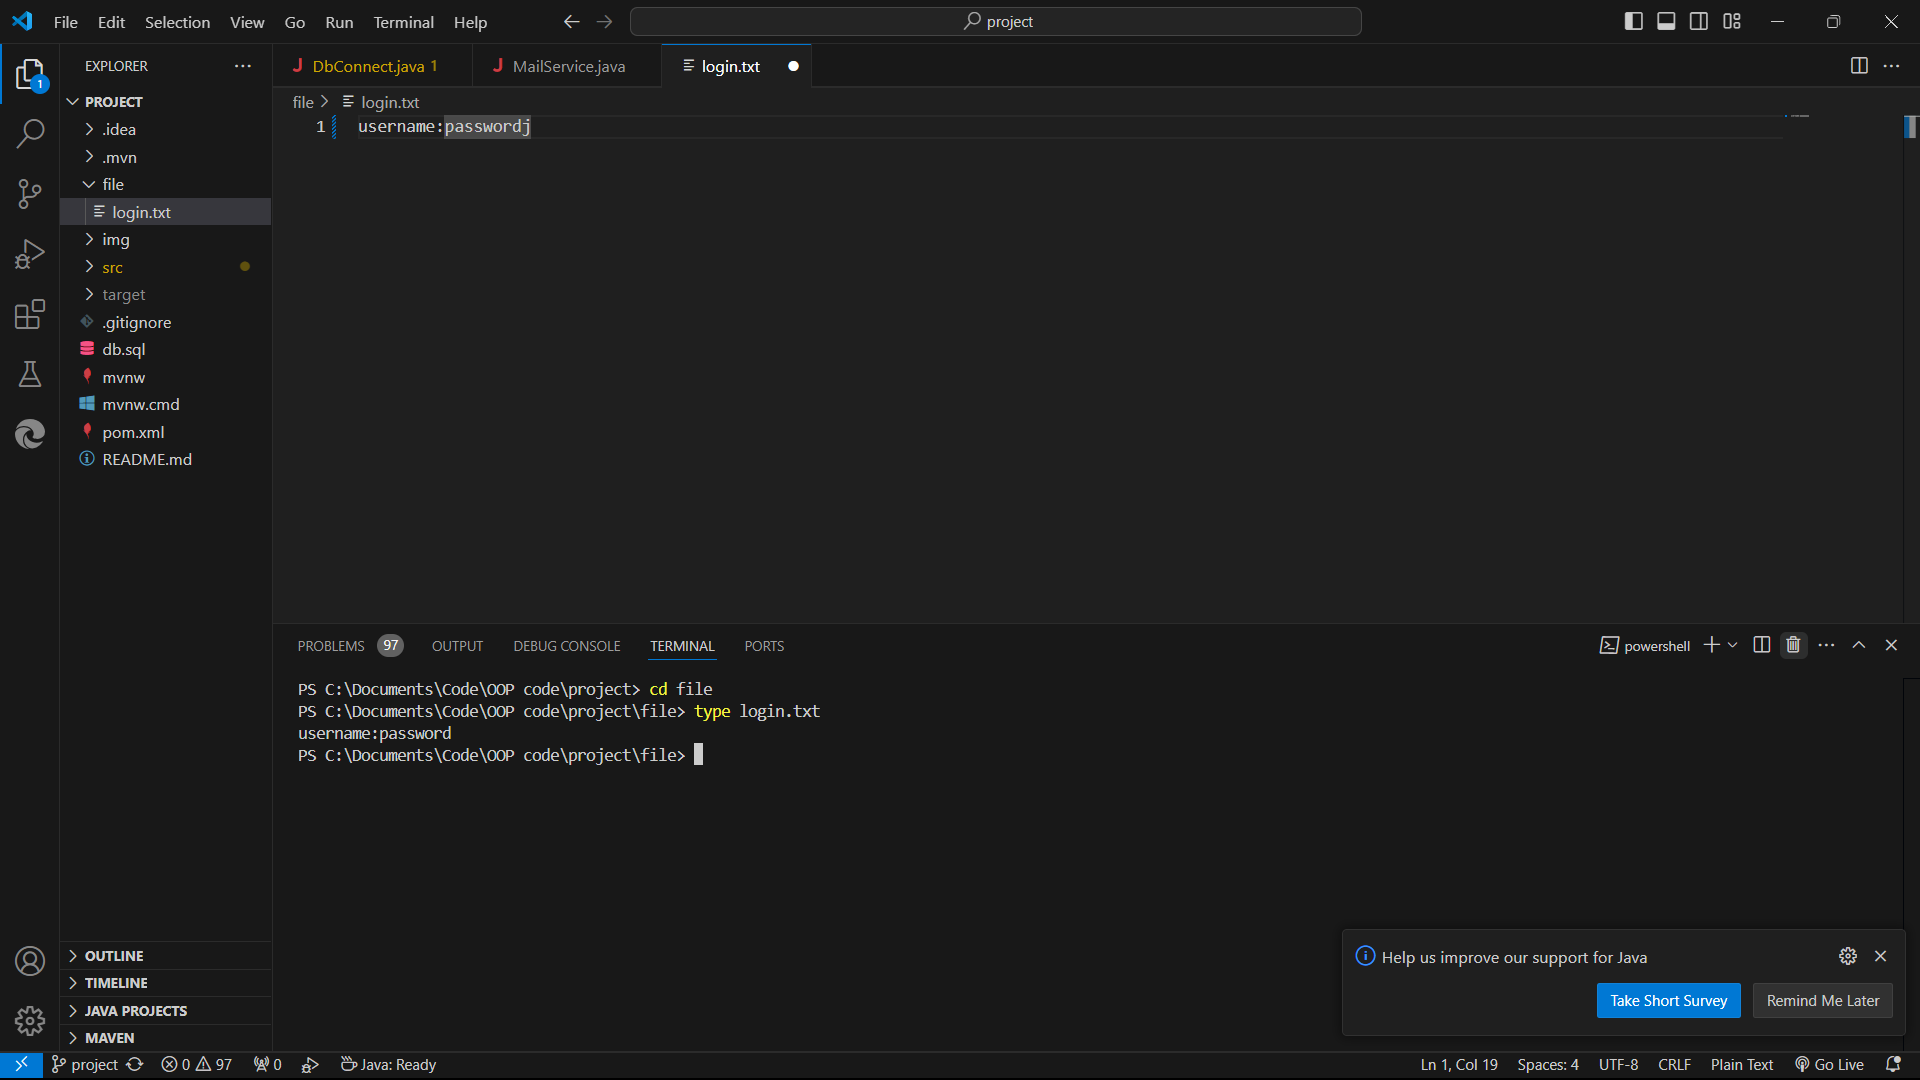 File Edit Selection View Go Run Terminal Help
project
EXPLORER
1
PROJECT
.idea
.mvn
file
login.txt
img
src
target
.gitignore
db.sql
mvnw
mvnw.cmd
pom.xml
README.md
OUTLINE
TIMELINE
JAVA PROJECTS
MAVEN
DbConnect.java 1
MailService.java
login.txt
file > login.txt
1 username:passwordj
PROBLEMS 97 OUTPUT DEBUG CONSOLE TERMINAL PORTS
powershell
PS C:\Documents\Code\OOP code\project> cd file
PS C:\Documents\Code\OOP code\project\file> type login.txt
username:password
PS C:\Documents\Code\OOP code\project\file>
Help us improve our support for Java
Take Short Survey Remind Me Later
project 0 97 0 Java: Ready
Ln 1, Col 19 Spaces: 4 UTF-8 CRLF Plain Text Go Live